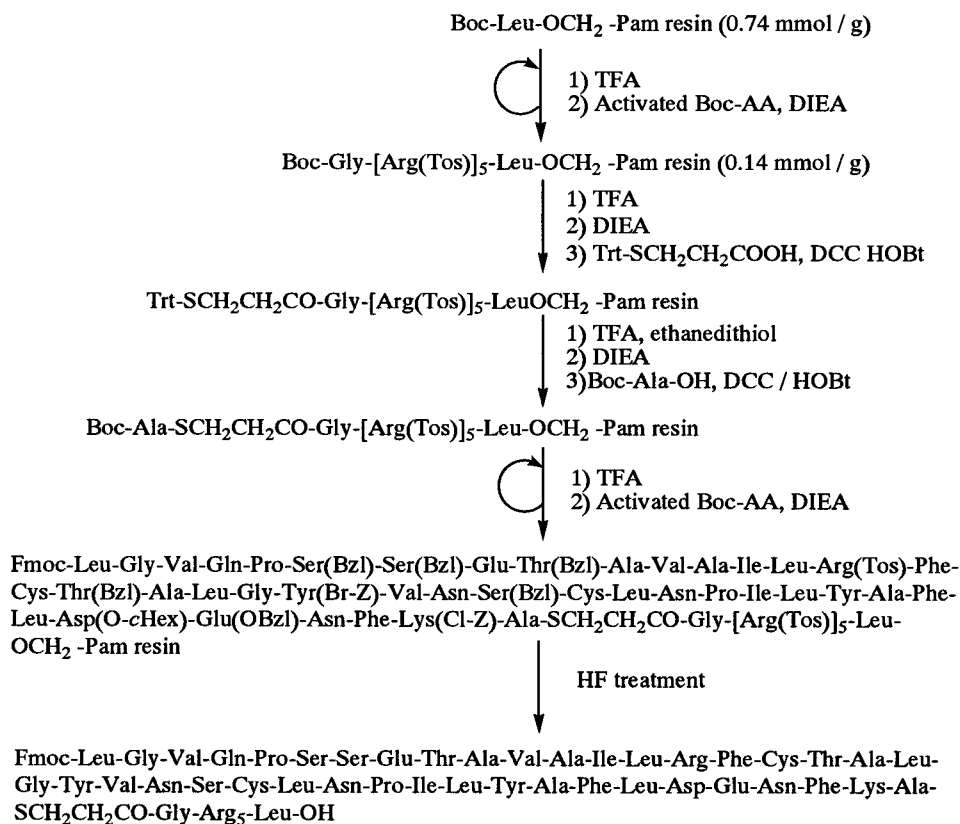 Boc-Leu-OCH₂ -Pam resin (0.74 mmol / g)
1) TFA
2) Activated Boc-AA, DIEA
Boc-Gly-[Arg(Tos)]₅-Leu-OCH₂ -Pam resin (0.14 mmol / g)
1) TFA
2) DIEA
3) Trt-SCH₂CH₂COOH, DCC HOBt
Trt-SCH₂CH₂CO-Gly-[Arg(Tos)]₅-LeuOCH₂ -Pam resin
1) TFA, ethanedithiol
2) DIEA
3)Boc-Ala-OH, DCC / HOBt
Boc-Ala-SCH₂CH₂CO-Gly-[Arg(Tos)]₅-Leu-OCH₂ -Pam resin
1) TFA
2) Activated Boc-AA, DIEA
Fmoc-Leu-Gly-Val-Gln-Pro-Ser(Bzl)-Ser(Bzl)-Glu-Thr(Bzl)-Ala-Val-Ala-Ile-Leu-Arg(Tos)-Phe-
Cys-Thr(Bzl)-Ala-Leu-Gly-Tyr(Br-Z)-Val-Asn-Ser(Bzl)-Cys-Leu-Asn-Pro-Ile-Leu-Tyr-Ala-Phe-
Leu-Asp(O-cHex)-Glu(OBzl)-Asn-Phe-Lys(Cl-Z)-Ala-SCH₂CH₂CO-Gly-[Arg(Tos)]₅-Leu-
OCH₂ -Pam resin
HF treatment
Fmoc-Leu-Gly-Val-Gln-Pro-Ser-Ser-Glu-Thr-Ala-Val-Ala-Ile-Leu-Arg-Phe-Cys-Thr-Ala-Leu-
Gly-Tyr-Val-Asn-Ser-Cys-Leu-Asn-Pro-Ile-Leu-Tyr-Ala-Phe-Leu-Asp-Glu-Asn-Phe-Lys-Ala-
SCH₂CH₂CO-Gly-Arg₅-Leu-OH